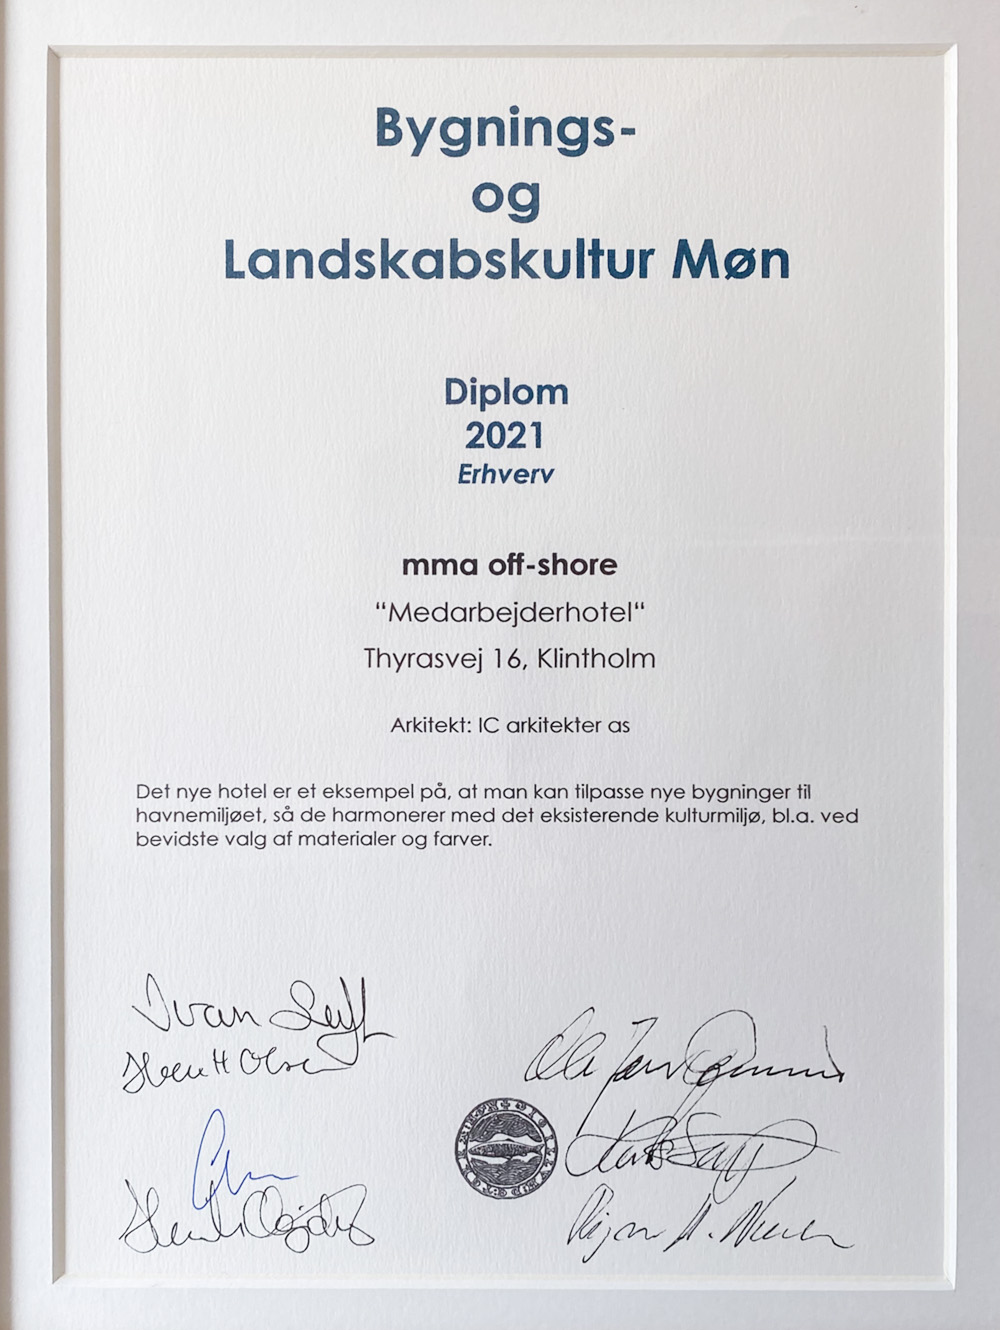 Bygnings-
og
Landskabskultur Møn
Diplom
2021
Erhverv
mma off-shore
“Medarbejderhotel“
Thyrasvej 16, Klintholm
Arkitekt: IC arkitekter as
Det nye hotel er et eksempel på, at man kan tilpasse nye bygninger til
havnemiljøet, så de harmonerer med det eksisterende kulturmiljø, bl.a. ved
bevidste valg af materialer og farver.
Ivan